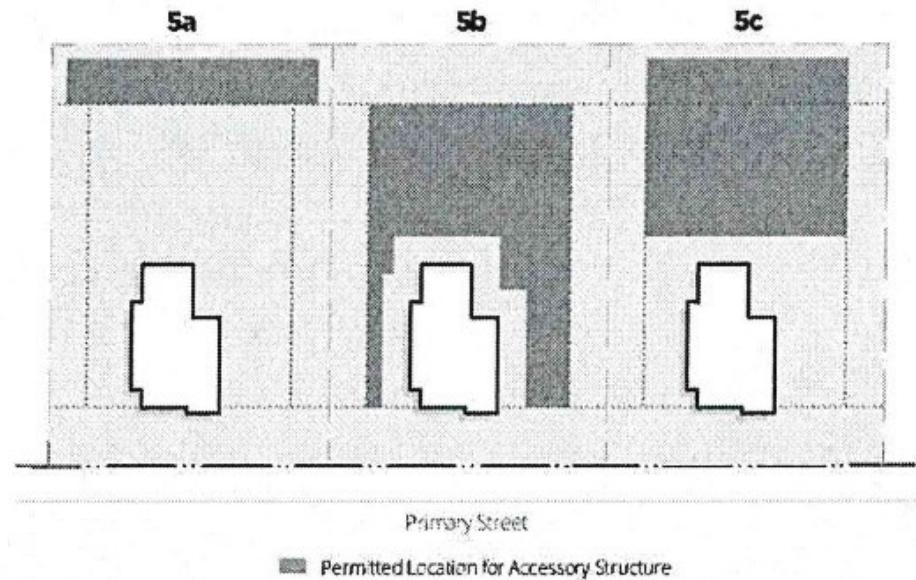 5a 5b 5c
Primary Street
Permitted Location for Accessory Structure